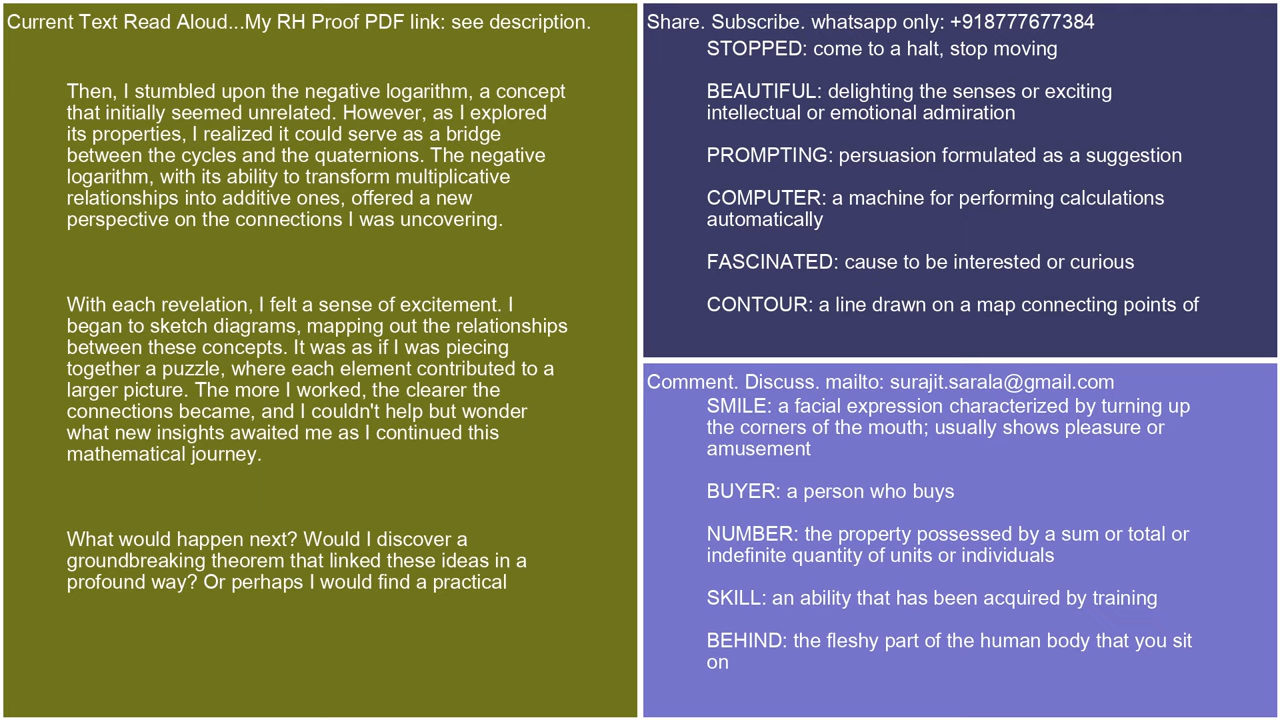 Current Text Read Aloud...My RH Proof PDF link: see description.
Then, I stumbled upon the negative logarithm, a concept
that initially seemed unrelated. However, as I explored
its properties, I realized it could serve as a bridge
between the cycles and the quaternions. The negative
logarithm, with its ability to transform multiplicative
relationships into additive ones, offered a new
perspective on the connections I was uncovering.
With each revelation, I felt a sense of excitement. I
began to sketch diagrams, mapping out the relationships
between these concepts. It was as if I was piecing
together a puzzle, where each element contributed to a
larger picture. The more I worked, the clearer the
connections became, and I couldn't help but wonder
what new insights awaited me as I continued this
mathematical journey.
What would happen next? Would I discover a
groundbreaking theorem that linked these ideas in a
profound way? Or perhaps I would find a practical
Share. Subscribe. whatsapp only: +918777677384
STOPPED: come to a halt, stop moving
BEAUTIFUL: delighting the senses or exciting
intellectual or emotional admiration
PROMPTING: persuasion formulated as a suggestion
COMPUTER: a machine for performing calculations
automatically
FASCINATED: cause to be interested or curious
CONTOUR: a line drawn on a map connecting points of
Comment. Discuss. mailto: surajit.sarala@gmail.com
SMILE: a facial expression characterized by turning up
the corners of the mouth; usually shows pleasure or
amusement
BUYER: a person who buys
NUMBER: the property possessed by a sum or total or
indefinite quantity of units or individuals
SKILL: an ability that has been acquired by training
BEHIND: the fleshy part of the human body that you sit
on